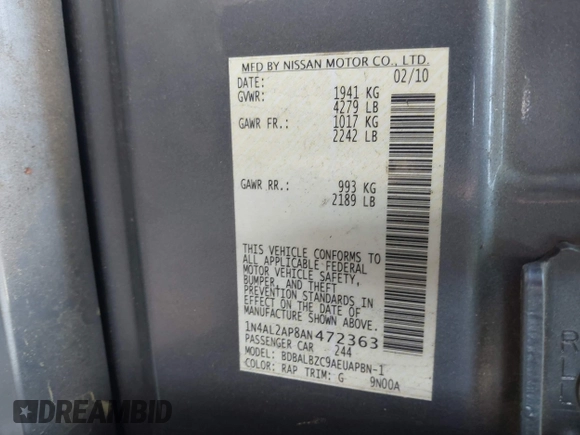 MFD BY NISSAN MOTOR CO., LTD.
DATE: 02/10
GVWR: 1941 KG
4279 LB
GAWR FR.: 1017 KG
2242 LB
GAWR RR.: 993 KG
2189 LB
THIS VEHICLE CONFORMS TO
ALL APPLICABLE FEDERAL
MOTOR VEHICLE SAFETY,
BUMPER, AND THEFT
PREVENTION STANDARDS IN
EFFECT ON THE DATE OF
MANUFACTURE SHOWN ABOVE.
1N4AL2AP8AN472363
PASSENGER CAR 244
MODEL: BDBALBZC9AEUAPBN-I
COLOR: RAP TRIM: G 9N00A
EPICVIN.com